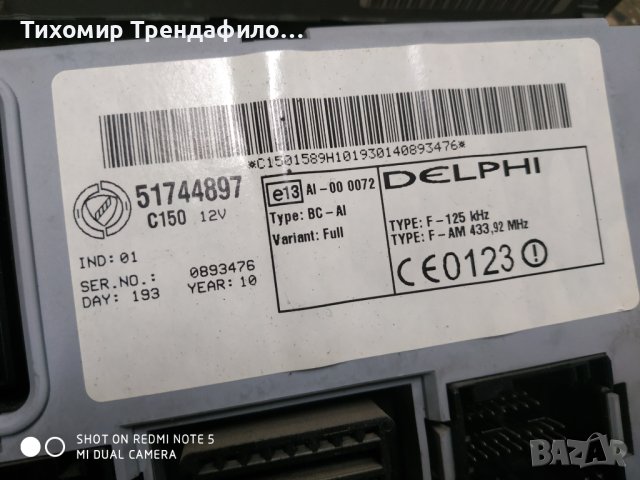 Тихомир Трендафило...
*C1501589H101930140893476*
51744897
C150 12V
IND: 01
SER.NO.: 0893476
DAY: 193 YEAR: 10
e13 AI-00 0072
Type: BC-AI
Variant: Full
DELPHI
TYPE: F-125 kHz
TYPE: F-AM 433,92 MHz
CE0123
SHOT ON REDMI NOTE 5
MI DUAL CAMERA
BAZAR